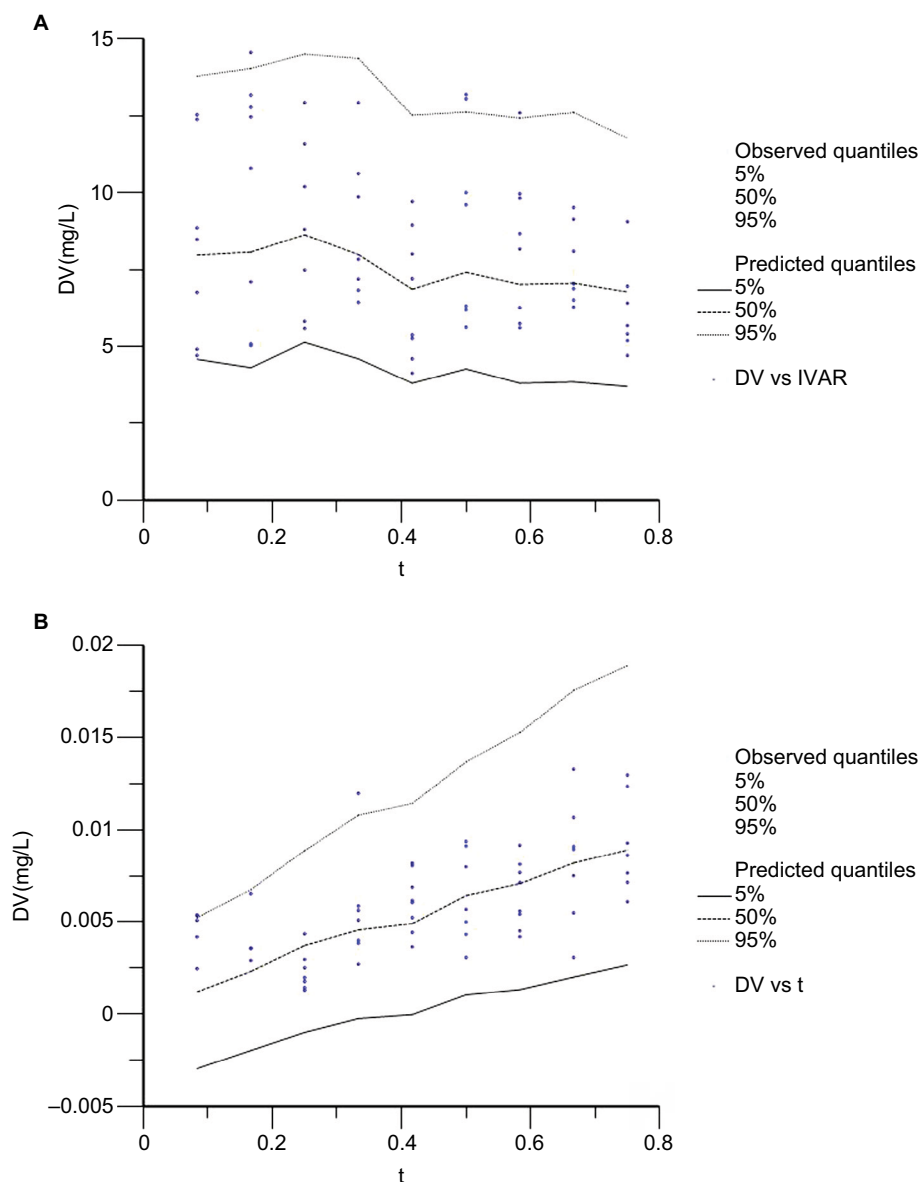 A
15
10
5
0
DV(mg/L)
0 0.2 0.4 0.6 0.8
t
Observed quantiles
5%
50%
95%
Predicted quantiles
5%
50%
95%
DV vs IVAR
B
0.02
0.015
0.01
0.005
0
–0.005
DV(mg/L)
0 0.2 0.4 0.6 0.8
t
Observed quantiles
5%
50%
95%
Predicted quantiles
5%
50%
95%
DV vs t